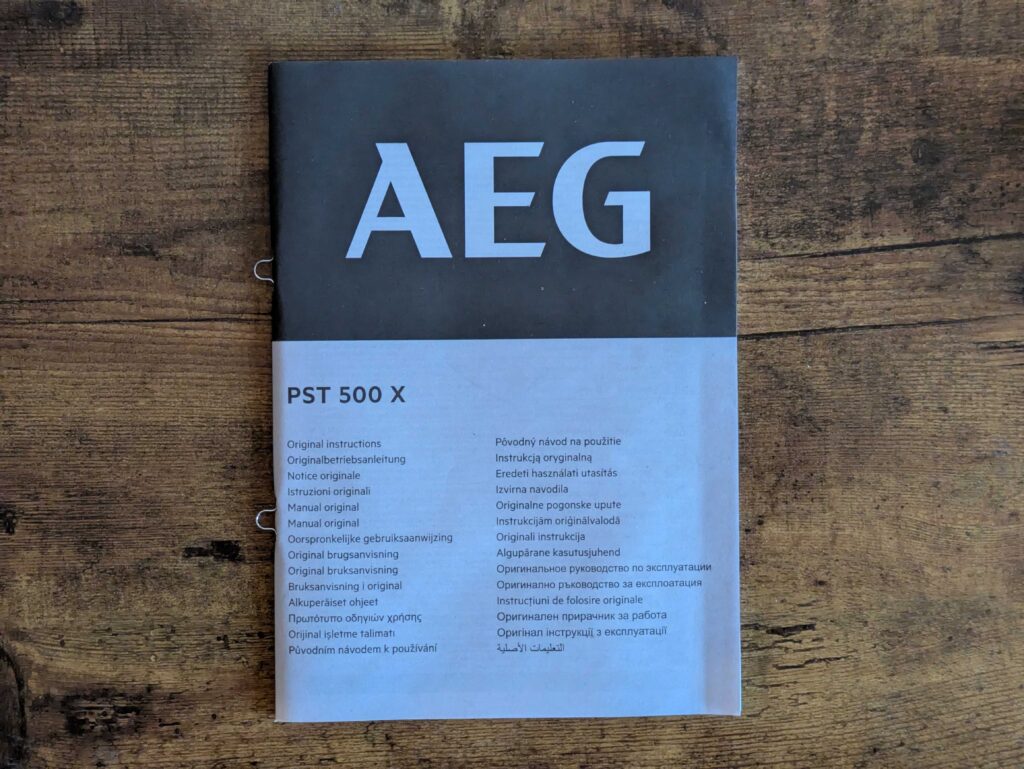 AEG
PST 500 X
Original instructions
Originalbetriebsanleitung
Notice originale
Istruzioni originali
Manual original
Manual original
Oorspronkelijke gebruiksaanwijzing
Original brugsanvisning
Original bruksanvisning
Bruksanvisning i original
Alkuperäiset ohjeet
Πρωτότυπο οδηγιών χρήσης
Orijinal işletme talimatı
Původním návodem k používání
Pôvodný návod na použitie
Instrukcją oryginalną
Eredeti használati utasítás
Izvirna navodila
Originalne pogonske upute
Instrukcijām oriģinālvalodā
Originali instrukcija
Algupärane kasutusjuhend
Оригинальное руководство по эксплуатации
Оригинално ръководство за експлоатация
Instrucţiuni de folosire originale
Оригинален прирачник за работа
Оригінал інструкції з експлуатації
التعليمات الأصلية